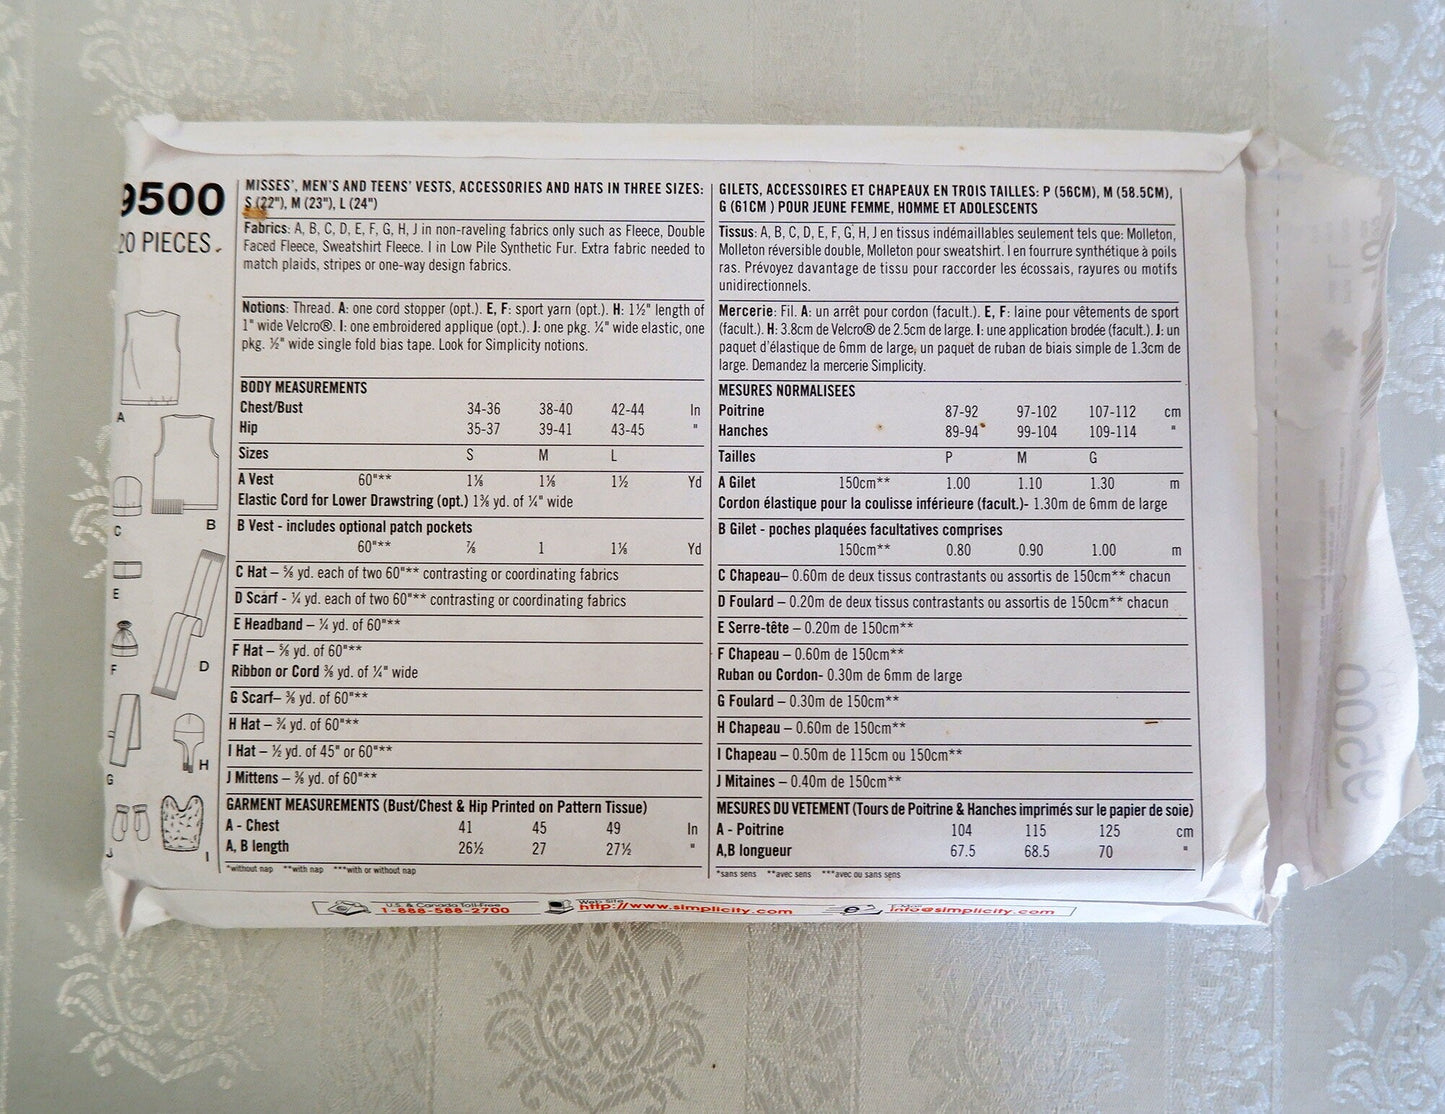 9500
20 PIECES
A
B
C
E
F
D
G
H
J
I
MISSES', MEN'S AND TEENS' VESTS, ACCESSORIES AND HATS IN THREE SIZES:
S (22"), M (23"), L (24")
Fabrics: A, B, C, D, E, F, G, H, J in non-raveling fabrics only such as Fleece, Double
Faced Fleece, Sweatshirt Fleece. I in Low Pile Synthetic Fur. Extra fabric needed to
match plaids, stripes or one-way design fabrics.
Notions: Thread. A: one cord stopper (opt.). E, F: sport yarn (opt.). H: 1½" length of
1" wide Velcro®. I: one embroidered applique (opt.). J: one pkg. ¼" wide elastic, one
pkg. ½" wide single fold bias tape. Look for Simplicity notions.
BODY MEASUREMENTS
Chest/Bust 34-36 38-40 42-44 In
Hip 35-37 39-41 43-45 "
Sizes S M L
A Vest 60"** 1⅛ 1⅛ 1½ Yd
Elastic Cord for Lower Drawstring (opt.) 1⅜ yd. of ¼" wide
B Vest - includes optional patch pockets
60"** ⅞ 1 1⅛ Yd
C Hat – ⅝ yd. each of two 60"** contrasting or coordinating fabrics
D Scarf - ¼ yd. each of two 60"** contrasting or coordinating fabrics
E Headband – ¼ yd. of 60"**
F Hat – ⅝ yd. of 60"**
Ribbon or Cord ⅜ yd. of ¼" wide
G Scarf– ⅜ yd. of 60"**
H Hat – ¾ yd. of 60"**
I Hat – ½ yd. of 45" or 60"**
J Mittens – ⅜ yd. of 60"**
GARMENT MEASUREMENTS (Bust/Chest & Hip Printed on Pattern Tissue)
A - Chest 41 45 49 In
A, B length 26½ 27 27½ "
*without nap **with nap ***with or without nap
GILETS, ACCESSOIRES ET CHAPEAUX EN TROIS TAILLES: P (56CM), M (58.5CM),
G (61CM ) POUR JEUNE FEMME, HOMME ET ADOLESCENTS
Tissus: A, B, C, D, E, F, G, H, J en tissus indémaillables seulement tels que: Molleton,
Molleton réversible double, Molleton pour sweatshirt. I en fourrure synthétique à poils
ras. Prévoyez davantage de tissu pour raccorder les écossais, rayures ou motifs
unidirectionnels.
Mercerie: Fil. A: un arrêt pour cordon (facult.). E, F: laine pour vêtements de sport
(facult.). H: 3.8cm de Velcro® de 2.5cm de large. I: une application brodée (facult.). J: un
paquet d'élastique de 6mm de large, un paquet de ruban de biais simple de 1.3cm de
large. Demandez la mercerie Simplicity.
MESURES NORMALISEES
Poitrine 87-92 97-102 107-112 cm
Hanches 89-94 99-104 109-114 "
Tailles P M G
A Gilet 150cm** 1.00 1.10 1.30 m
Cordon élastique pour la coulisse inférieure (facult.)- 1.30m de 6mm de large
B Gilet - poches plaquées facultatives comprises
150cm** 0.80 0.90 1.00 m
C Chapeau– 0.60m de deux tissus contrastants ou assortis de 150cm** chacun
D Foulard – 0.20m de deux tissus contrastants ou assortis de 150cm** chacun
E Serre-tête – 0.20m de 150cm**
F Chapeau – 0.60m de 150cm**
Ruban ou Cordon- 0.30m de 6mm de large
G Foulard – 0.30m de 150cm**
H Chapeau – 0.60m de 150cm**
I Chapeau – 0.50m de 115cm ou 150cm**
J Mitaines – 0.40m de 150cm**
MESURES DU VETEMENT (Tours de Poitrine & Hanches imprimés sur le papier de soie)
A - Poitrine 104 115 125 cm
A,B longueur 67.5 68.5 70 "
*sans sens **avec sens ***avec ou sans sens
U.S. & Canada Toll-Free
1-888-588-2700
Web Site
http://www.simplicity.com
E-Mail
info@simplicity.com
9500